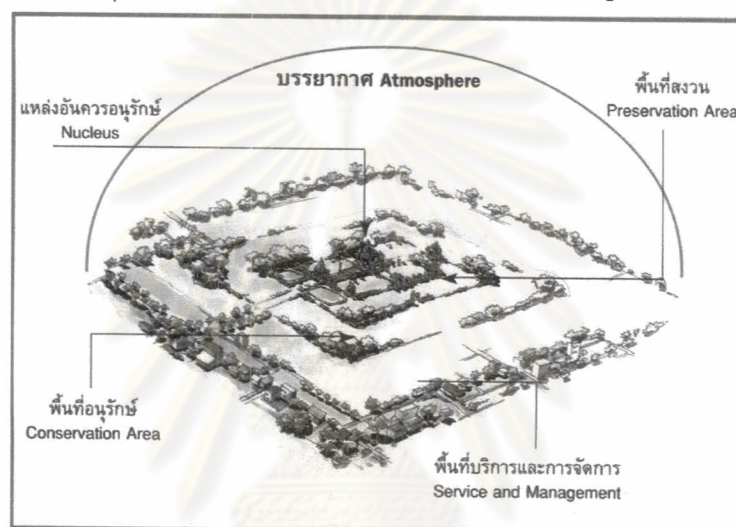 บรรยากาศ Atmosphere
แหล่งอันควรอนุรักษ์
Nucleus
พื้นที่สงวน
Preservation Area
พื้นที่อนุรักษ์
Conservation Area
พื้นที่บริการและการจัดการ
Service and Management